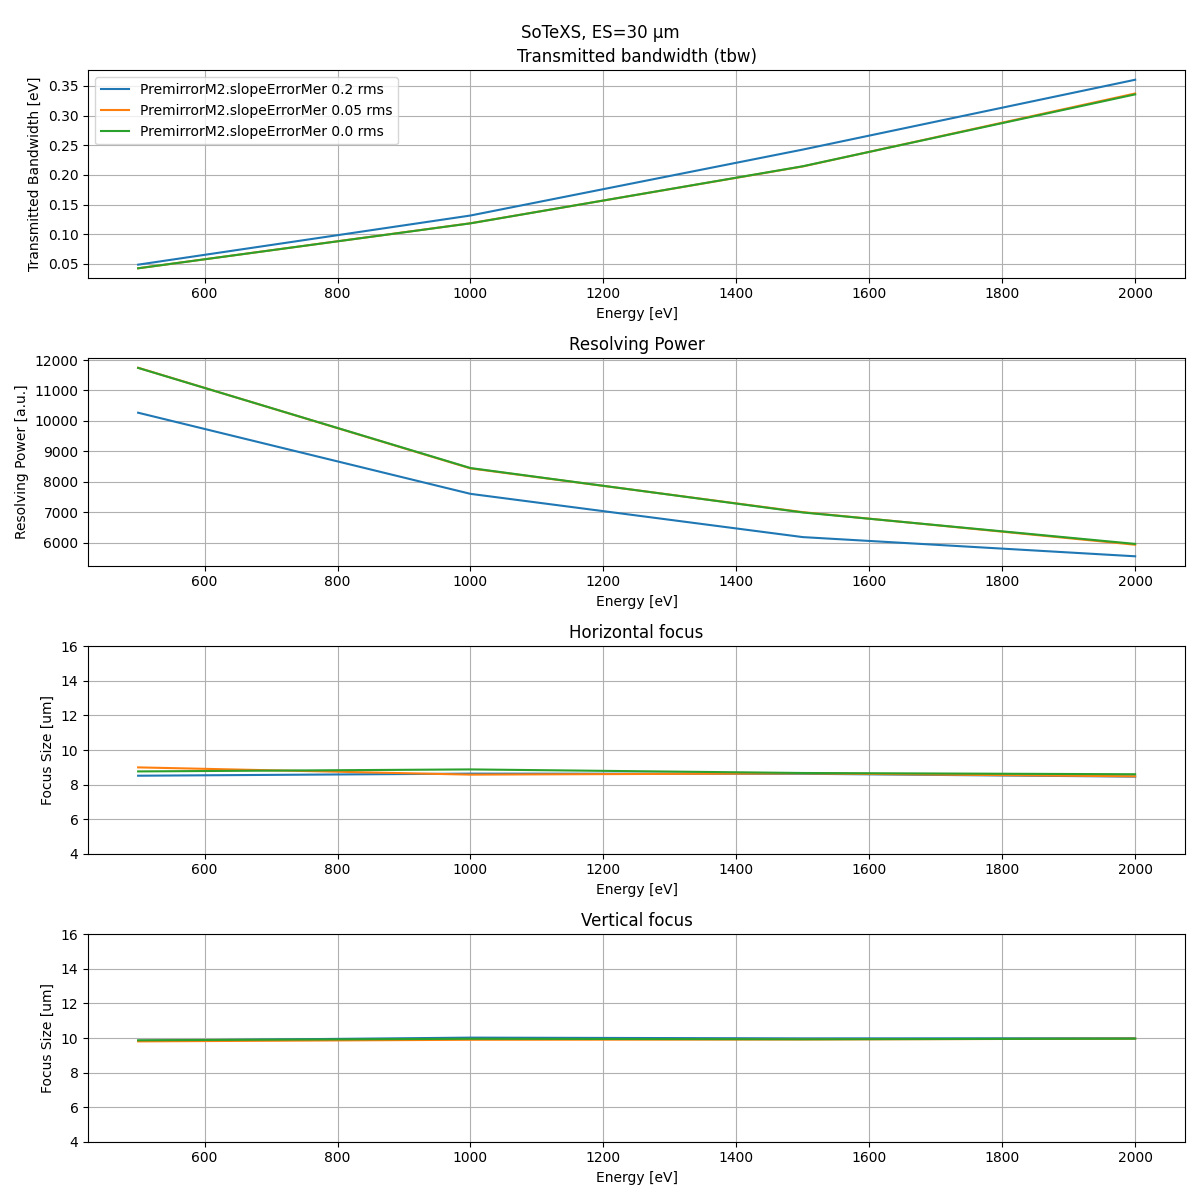 SoTeXS, ES=30 μm
Transmitted bandwidth (tbw)
Transmitted Bandwidth [eV]
0.35
0.30
0.25
0.20
0.15
0.10
0.05
PremirrorM2.slopeErrorMer 0.2 rms
PremirrorM2.slopeErrorMer 0.05 rms
PremirrorM2.slopeErrorMer 0.0 rms
600 800 1000 1200 1400 1600 1800 2000
Energy [eV]
Resolving Power
Resolving Power [a.u.]
12000
11000
10000
9000
8000
7000
6000
600 800 1000 1200 1400 1600 1800 2000
Energy [eV]
Horizontal focus
Focus Size [um]
16
14
12
10
8
6
4
600 800 1000 1200 1400 1600 1800 2000
Energy [eV]
Vertical focus
Focus Size [um]
16
14
12
10
8
6
4
600 800 1000 1200 1400 1600 1800 2000
Energy [eV]